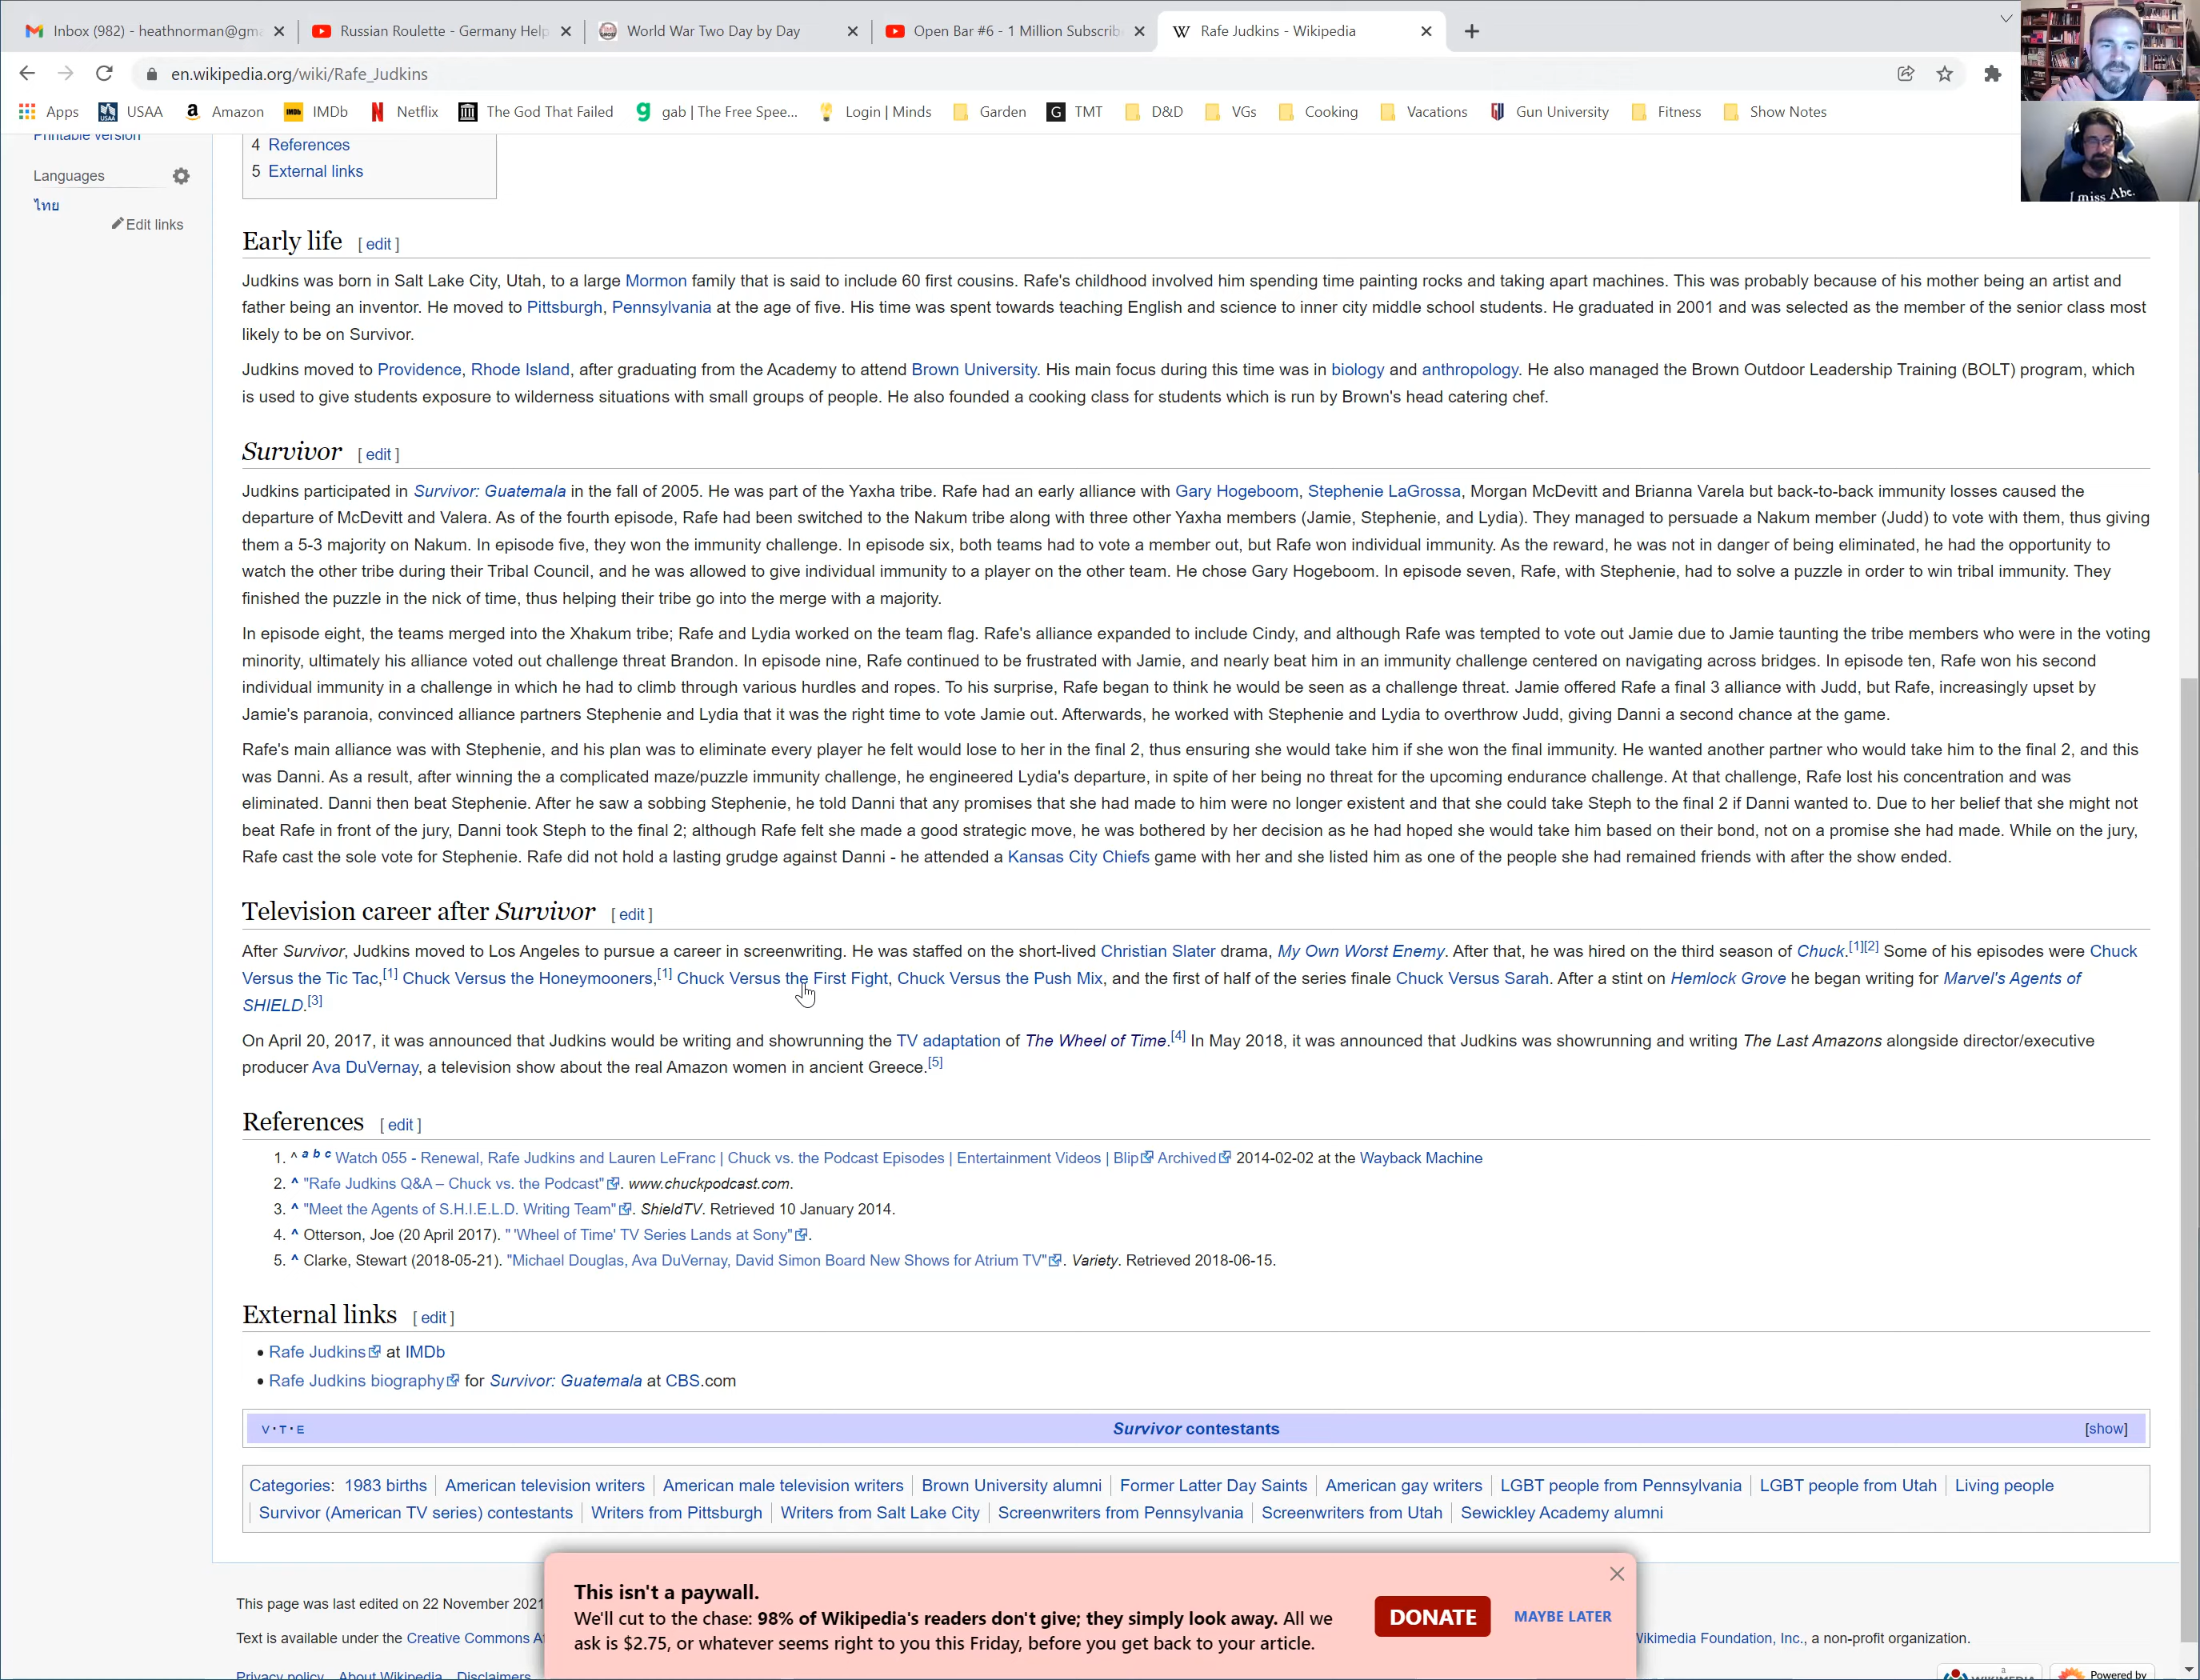 Inbox (982) - heathnorman@gma
Russian Roulette - Germany Help
World War Two Day by Day
Open Bar #6 - 1 Million Subscrib
Rafe Judkins - Wikipedia
en.wikipedia.org/wiki/Rafe_Judkins
Apps USAA Amazon IMDb Netflix The God That Failed gab | The Free Spee... Login | Minds Garden TMT D&D VGs Cooking Vacations Gun University Fitness Show Notes
I miss Abe.
Printable version
Languages
ไทย
Edit links
4 References
5 External links
Early life [ edit ]
Judkins was born in Salt Lake City, Utah, to a large Mormon family that is said to include 60 first cousins. Rafe's childhood involved him spending time painting rocks and taking apart machines. This was probably because of his mother being an artist and
father being an inventor. He moved to Pittsburgh, Pennsylvania at the age of five. His time was spent towards teaching English and science to inner city middle school students. He graduated in 2001 and was selected as the member of the senior class most
likely to be on Survivor.
Judkins moved to Providence, Rhode Island, after graduating from the Academy to attend Brown University. His main focus during this time was in biology and anthropology. He also managed the Brown Outdoor Leadership Training (BOLT) program, which
is used to give students exposure to wilderness situations with small groups of people. He also founded a cooking class for students which is run by Brown's head catering chef.
Survivor [ edit ]
Judkins participated in Survivor: Guatemala in the fall of 2005. He was part of the Yaxha tribe. Rafe had an early alliance with Gary Hogeboom, Stephenie LaGrossa, Morgan McDevitt and Brianna Varela but back-to-back immunity losses caused the
departure of McDevitt and Valera. As of the fourth episode, Rafe had been switched to the Nakum tribe along with three other Yaxha members (Jamie, Stephenie, and Lydia). They managed to persuade a Nakum member (Judd) to vote with them, thus giving
them a 5-3 majority on Nakum. In episode five, they won the immunity challenge. In episode six, both teams had to vote a member out, but Rafe won individual immunity. As the reward, he was not in danger of being eliminated, he had the opportunity to
watch the other tribe during their Tribal Council, and he was allowed to give individual immunity to a player on the other team. He chose Gary Hogeboom. In episode seven, Rafe, with Stephenie, had to solve a puzzle in order to win tribal immunity. They
finished the puzzle in the nick of time, thus helping their tribe go into the merge with a majority.
In episode eight, the teams merged into the Xhakum tribe; Rafe and Lydia worked on the team flag. Rafe's alliance expanded to include Cindy, and although Rafe was tempted to vote out Jamie due to Jamie taunting the tribe members who were in the voting
minority, ultimately his alliance voted out challenge threat Brandon. In episode nine, Rafe continued to be frustrated with Jamie, and nearly beat him in an immunity challenge centered on navigating across bridges. In episode ten, Rafe won his second
individual immunity in a challenge in which he had to climb through various hurdles and ropes. To his surprise, Rafe began to think he would be seen as a challenge threat. Jamie offered Rafe a final 3 alliance with Judd, but Rafe, increasingly upset by
Jamie's paranoia, convinced alliance partners Stephenie and Lydia that it was the right time to vote Jamie out. Afterwards, he worked with Stephenie and Lydia to overthrow Judd, giving Danni a second chance at the game.
Rafe's main alliance was with Stephenie, and his plan was to eliminate every player he felt would lose to her in the final 2, thus ensuring she would take him if she won the final immunity. He wanted another partner who would take him to the final 2, and this
was Danni. As a result, after winning the a complicated maze/puzzle immunity challenge, he engineered Lydia's departure, in spite of her being no threat for the upcoming endurance challenge. At that challenge, Rafe lost his concentration and was
eliminated. Danni then beat Stephenie. After he saw a sobbing Stephenie, he told Danni that any promises that she had made to him were no longer existent and that she could take Steph to the final 2 if Danni wanted to. Due to her belief that she might not
beat Rafe in front of the jury, Danni took Steph to the final 2; although Rafe felt she made a good strategic move, he was bothered by her decision as he had hoped she would take him based on their bond, not on a promise she had made. While on the jury,
Rafe cast the sole vote for Stephenie. Rafe did not hold a lasting grudge against Danni - he attended a Kansas City Chiefs game with her and she listed him as one of the people she had remained friends with after the show ended.
Television career after Survivor [ edit ]
After Survivor, Judkins moved to Los Angeles to pursue a career in screenwriting. He was staffed on the short-lived Christian Slater drama, My Own Worst Enemy. After that, he was hired on the third season of Chuck.[1][2] Some of his episodes were Chuck
Versus the Tic Tac,[1] Chuck Versus the Honeymooners,[1] Chuck Versus the First Fight, Chuck Versus the Push Mix, and the first of half of the series finale Chuck Versus Sarah. After a stint on Hemlock Grove he began writing for Marvel's Agents of
SHIELD.[3]
On April 20, 2017, it was announced that Judkins would be writing and showrunning the TV adaptation of The Wheel of Time.[4] In May 2018, it was announced that Judkins was showrunning and writing The Last Amazons alongside director/executive
producer Ava DuVernay, a television show about the real Amazon women in ancient Greece.[5]
References [ edit ]
1. ^ a b c Watch 055 - Renewal, Rafe Judkins and Lauren LeFranc | Chuck vs. the Podcast Episodes | Entertainment Videos | Blip Archived 2014-02-02 at the Wayback Machine
2. ^ "Rafe Judkins Q&A – Chuck vs. the Podcast". www.chuckpodcast.com.
3. ^ "Meet the Agents of S.H.I.E.L.D. Writing Team". ShieldTV. Retrieved 10 January 2014.
4. ^ Otterson, Joe (20 April 2017). " 'Wheel of Time' TV Series Lands at Sony".
5. ^ Clarke, Stewart (2018-05-21). "Michael Douglas, Ava DuVernay, David Simon Board New Shows for Atrium TV". Variety. Retrieved 2018-06-15.
External links [ edit ]
• Rafe Judkins at IMDb
• Rafe Judkins biography for Survivor: Guatemala at CBS.com
V · T · E Survivor contestants [show]
Categories: 1983 births | American television writers | American male television writers | Brown University alumni | Former Latter Day Saints | American gay writers | LGBT people from Pennsylvania | LGBT people from Utah | Living people
| Survivor (American TV series) contestants | Writers from Pittsburgh | Writers from Salt Lake City | Screenwriters from Pennsylvania | Screenwriters from Utah | Sewickley Academy alumni
This page was last edited on 22 November 2021
Text is available under the Creative Commons A
Wikimedia Foundation, Inc., a non-profit organization.
Privacy policy About Wikipedia Disclaimers
This isn't a paywall.
We'll cut to the chase: 98% of Wikipedia's readers don't give; they simply look away. All we
ask is $2.75, or whatever seems right to you this Friday, before you get back to your article.
DONATE
MAYBE LATER
a
WIKIMEDIA
Powered by